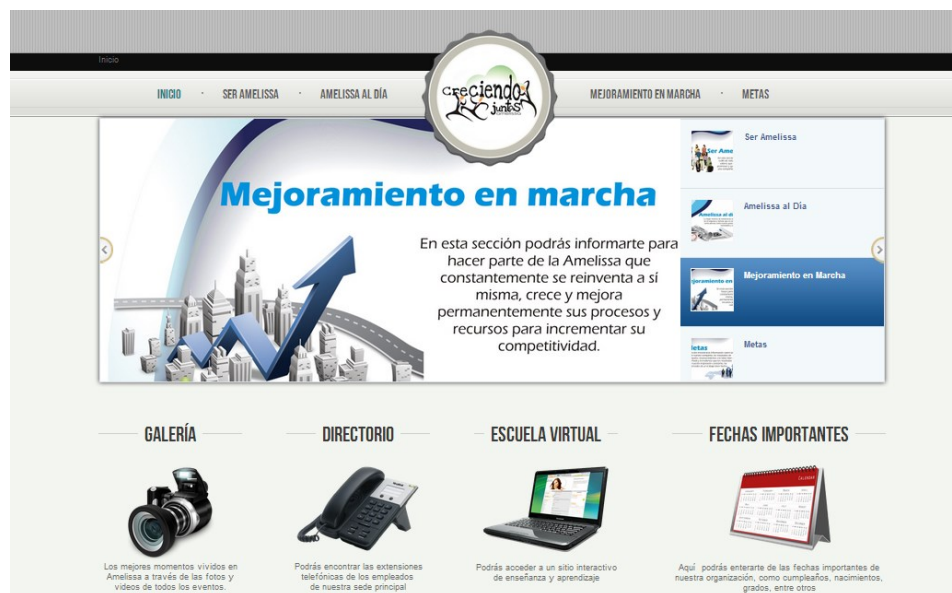 Inicio
INICIO · SER AMELISSA · AMELISSA AL DÍA
creciendo
juntos
MEJORAMIENTO EN MARCHA · METAS
Mejoramiento en marcha
En esta sección podrás informarte para
hacer parte de la Amelissa que
constantemente se reinventa a sí
misma, crece y mejora
permanentemente sus procesos y
recursos para incrementar su
competitividad.
Ser Amelissa
Amelissa al Día
Mejoramiento en Marcha
Metas
GALERÍA
Los mejores momentos vividos en
Amelissa a través de las fotos y
videos de todos los eventos.
DIRECTORIO
Podrás encontrar las extensiones
telefónicas de los empleados
de nuestra sede principal
ESCUELA VIRTUAL
Podrás acceder a un sitio interactivo
de enseñanza y aprendizaje
FECHAS IMPORTANTES
Aquí podrás enterarte de las fechas importantes de
nuestra organización, como cumpleaños, nacimientos,
grados, entre otros